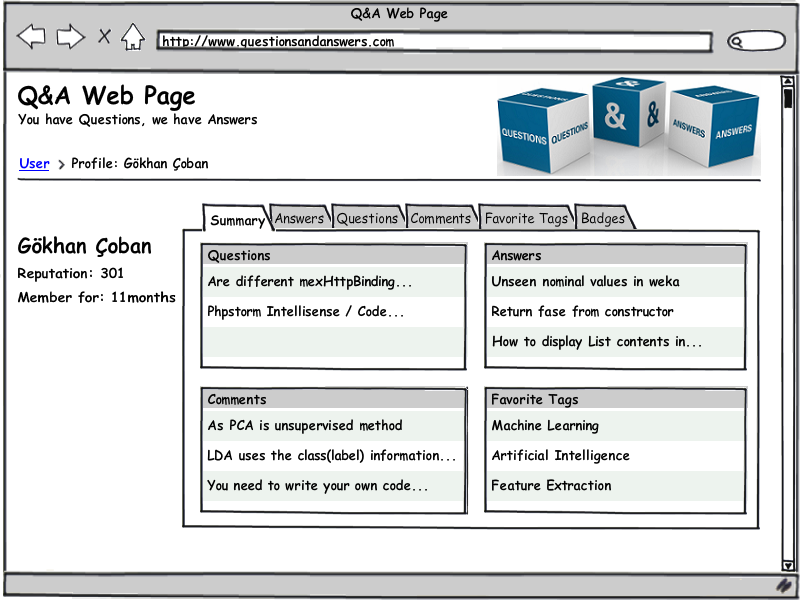 Q&A Web Page
http://www.questionsandanswers.com
Q&A Web Page
You have Questions, we have Answers
QUESTIONS QUESTIONS QUESTIONS & & & ANSWERS ANSWERS ANSWERS
User > Profile: Gökhan Çoban
Summary Answers Questions Comments Favorite Tags Badges
Gökhan Çoban
Reputation: 301
Member for: 11months
Questions
Are different mexHttpBinding...
Phpstorm Intellisense / Code...
Answers
Unseen nominal values in weka
Return fase from constructor
How to display List contents in...
Comments
As PCA is unsupervised method
LDA uses the class(label) information...
You need to write your own code...
Favorite Tags
Machine Learning
Artificial Intelligence
Feature Extraction